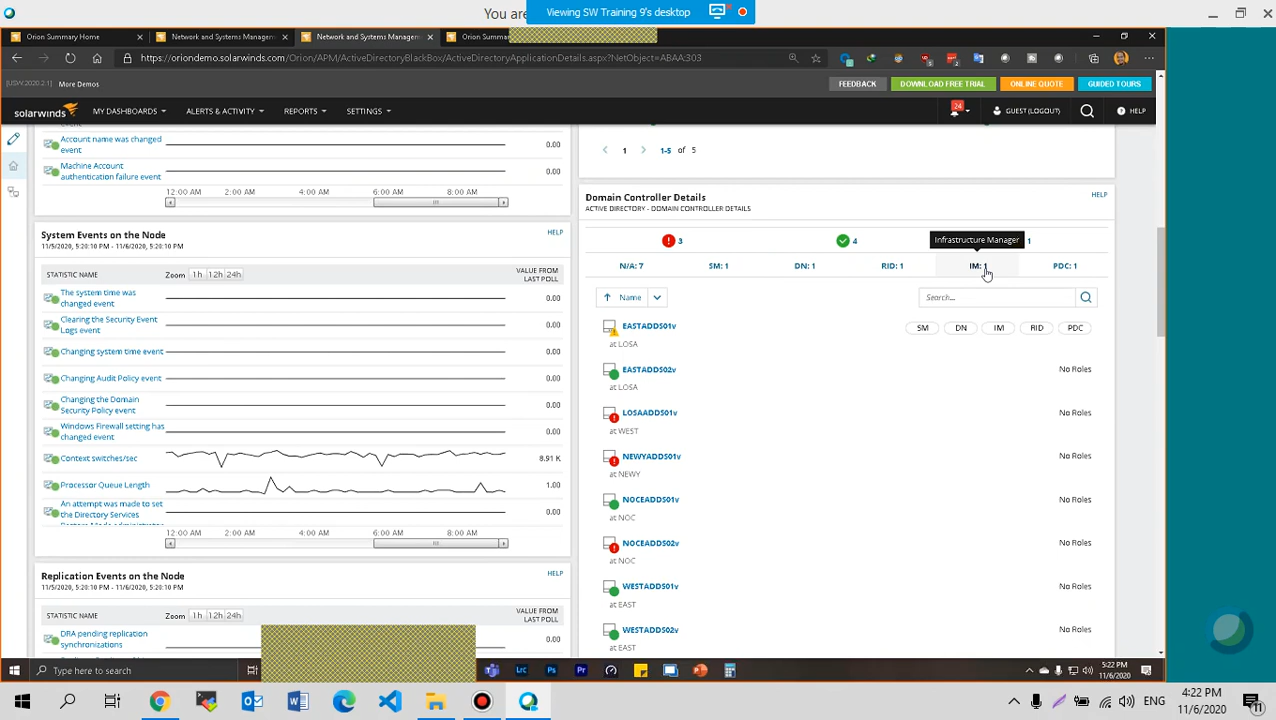 You are
Viewing SW Training 9's desktop
Orion Summary Home
Network and Systems Managem
Network and Systems Managem
Orion Summa
https://oriondemo.solarwinds.com/Orion/APM/ActiveDirectoryBlackBox/ActiveDirectoryApplicationDetails.aspx?NetObject=ABAA:303
More Demos
FEEDBACK
DOWNLOAD FREE TRIAL
ONLINE QUOTE
GUIDED TOURS
solarwinds
MY DASHBOARDS
ALERTS & ACTIVITY
REPORTS
SETTINGS
24
GUEST (LOGOUT)
HELP
event
Account name was changed
event
0.00
Machine Account
authentication failure event
0.00
12:00 AM 2:00 AM 4:00 AM 6:00 AM 8:00 AM
System Events on the Node
HELP
11/5/2020, 5:20:10 PM - 11/6/2020, 5:20:10 PM
STATISTIC NAME
Zoom 1h 12h 24h
VALUE FROM
LAST POLL
The system time was
changed event
0.00
Clearing the Security Event
Logs event
0.00
Changing system time event
0.00
Changing Audit Policy event
0.00
Changing the Domain
Security Policy event
0.00
Windows Firewall setting has
changed event
0.00
Context switches/sec
8.91 K
Processor Queue Length
1.00
An attempt was made to set
the Directory Services
0.00
12:00 AM 2:00 AM 4:00 AM 6:00 AM 8:00 AM
Replication Events on the Node
HELP
11/5/2020, 5:20:10 PM - 11/6/2020, 5:20:10 PM
STATISTIC NAME
Zoom 1h 12h 24h
VALUE FROM
LAST POLL
DRA pending replication
synchronizations
0.00
1 1-5 of 5
Domain Controller Details
HELP
ACTIVE DIRECTORY - DOMAIN CONTROLLER DETAILS
3
4
Infrastructure Manager
1
N/A: 7
SM: 1
DN: 1
RID: 1
IM: 1
PDC: 1
Name
Search...
EASTADDS01v
SM DN IM RID PDC
at LOSA
EASTADDS02v
No Roles
at LOSA
LOSAADDS01v
No Roles
at WEST
NEWYADDS01v
No Roles
at NEWY
NOCEADDS01v
No Roles
at NOC
NOCEADDS02v
No Roles
at NOC
WESTADDS01v
No Roles
at EAST
WESTADDS02v
No Roles
at EAST
Type here to search
5:22 PM
11/6/2020
ENG
4:22 PM
11/6/2020